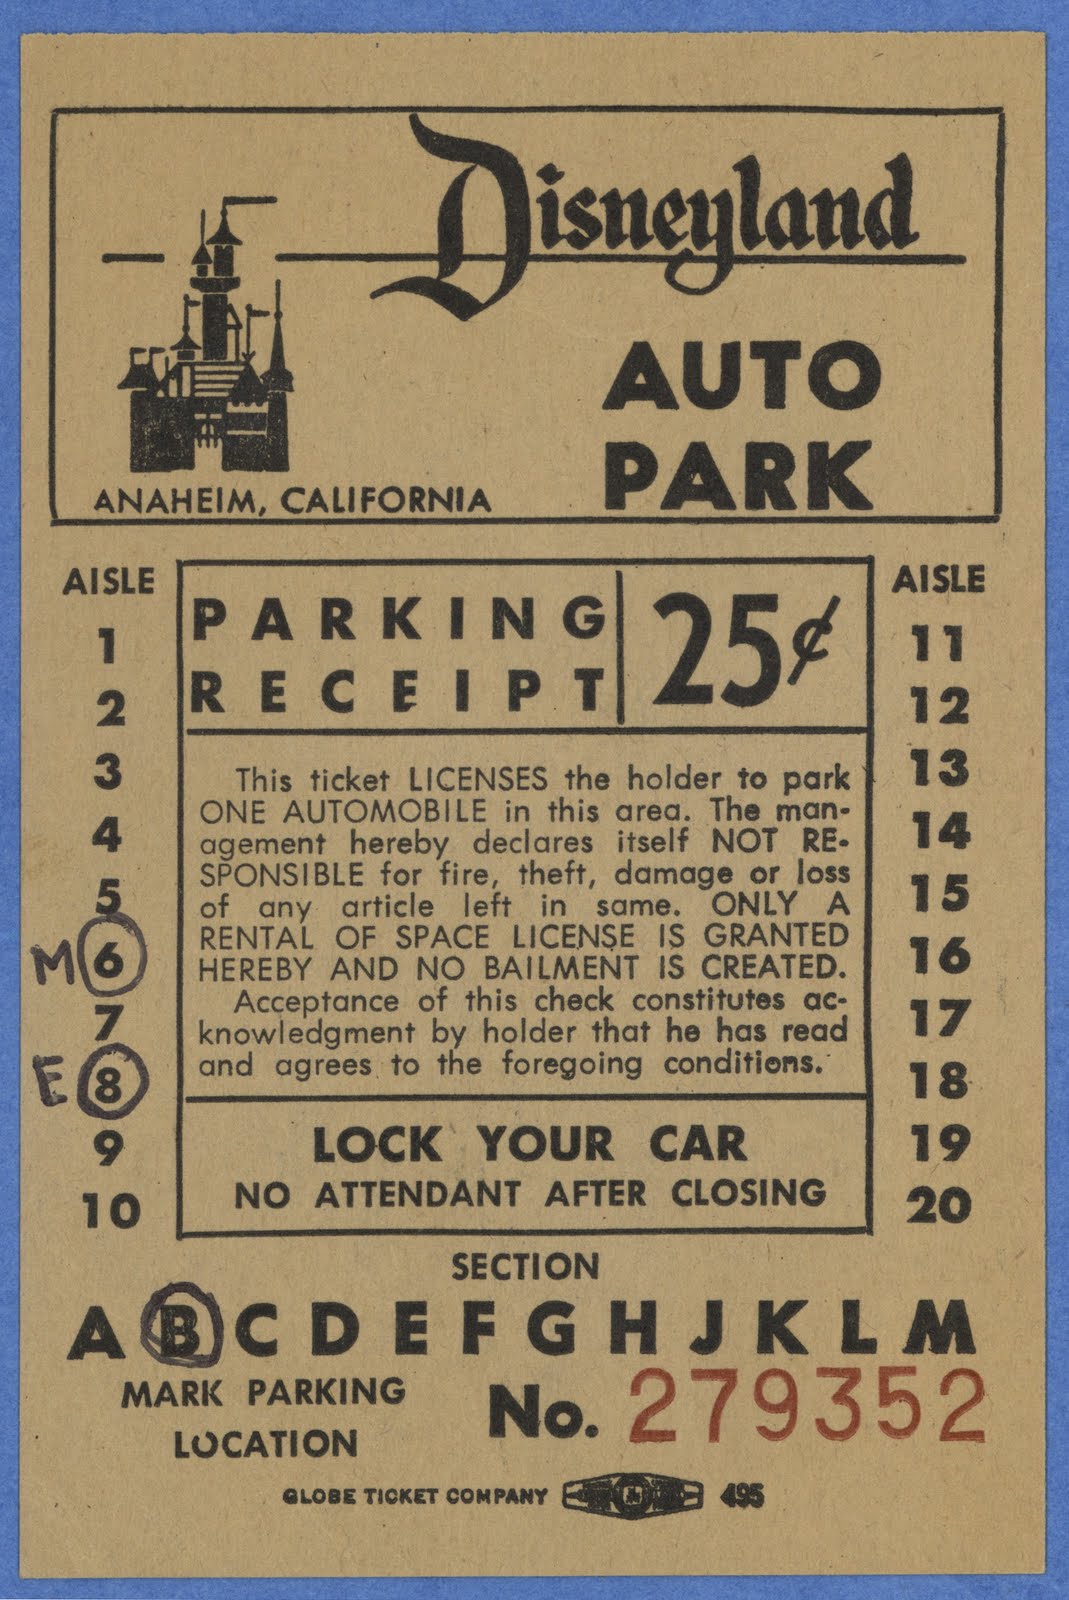 Disneyland
AUTO
PARK
ANAHEIM, CALIFORNIA
AISLE
1
2
3
4
5
M 6
7
E 8
9
10
PARKING
RECEIPT
25¢
This ticket LICENSES the holder to park
ONE AUTOMOBILE in this area. The man-
agement hereby declares itself NOT RE-
SPONSIBLE for fire, theft, damage or loss
of any article left in same. ONLY A
RENTAL OF SPACE LICENSE IS GRANTED
HEREBY AND NO BAILMENT IS CREATED.
Acceptance of this check constitutes ac-
knowledgment by holder that he has read
and agrees to the foregoing conditions.
LOCK YOUR CAR
NO ATTENDANT AFTER CLOSING
AISLE
11
12
13
14
15
16
17
18
19
20
SECTION
A B C D E F G H J K L M
MARK PARKING
LOCATION
No. 279352
GLOBE TICKET COMPANY 495